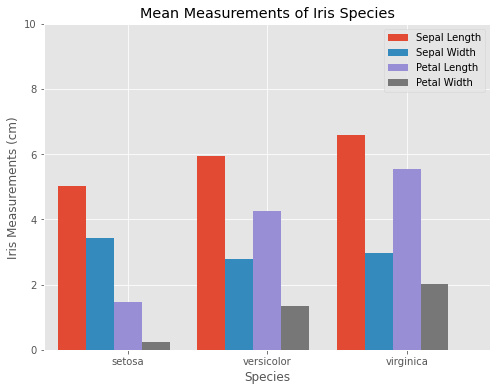 Mean Measurements of Iris Species
Sepal Length
Sepal Width
Petal Length
Petal Width
Iris Measurements (cm)
10
8
6
4
2
0
setosa
versicolor
virginica
Species